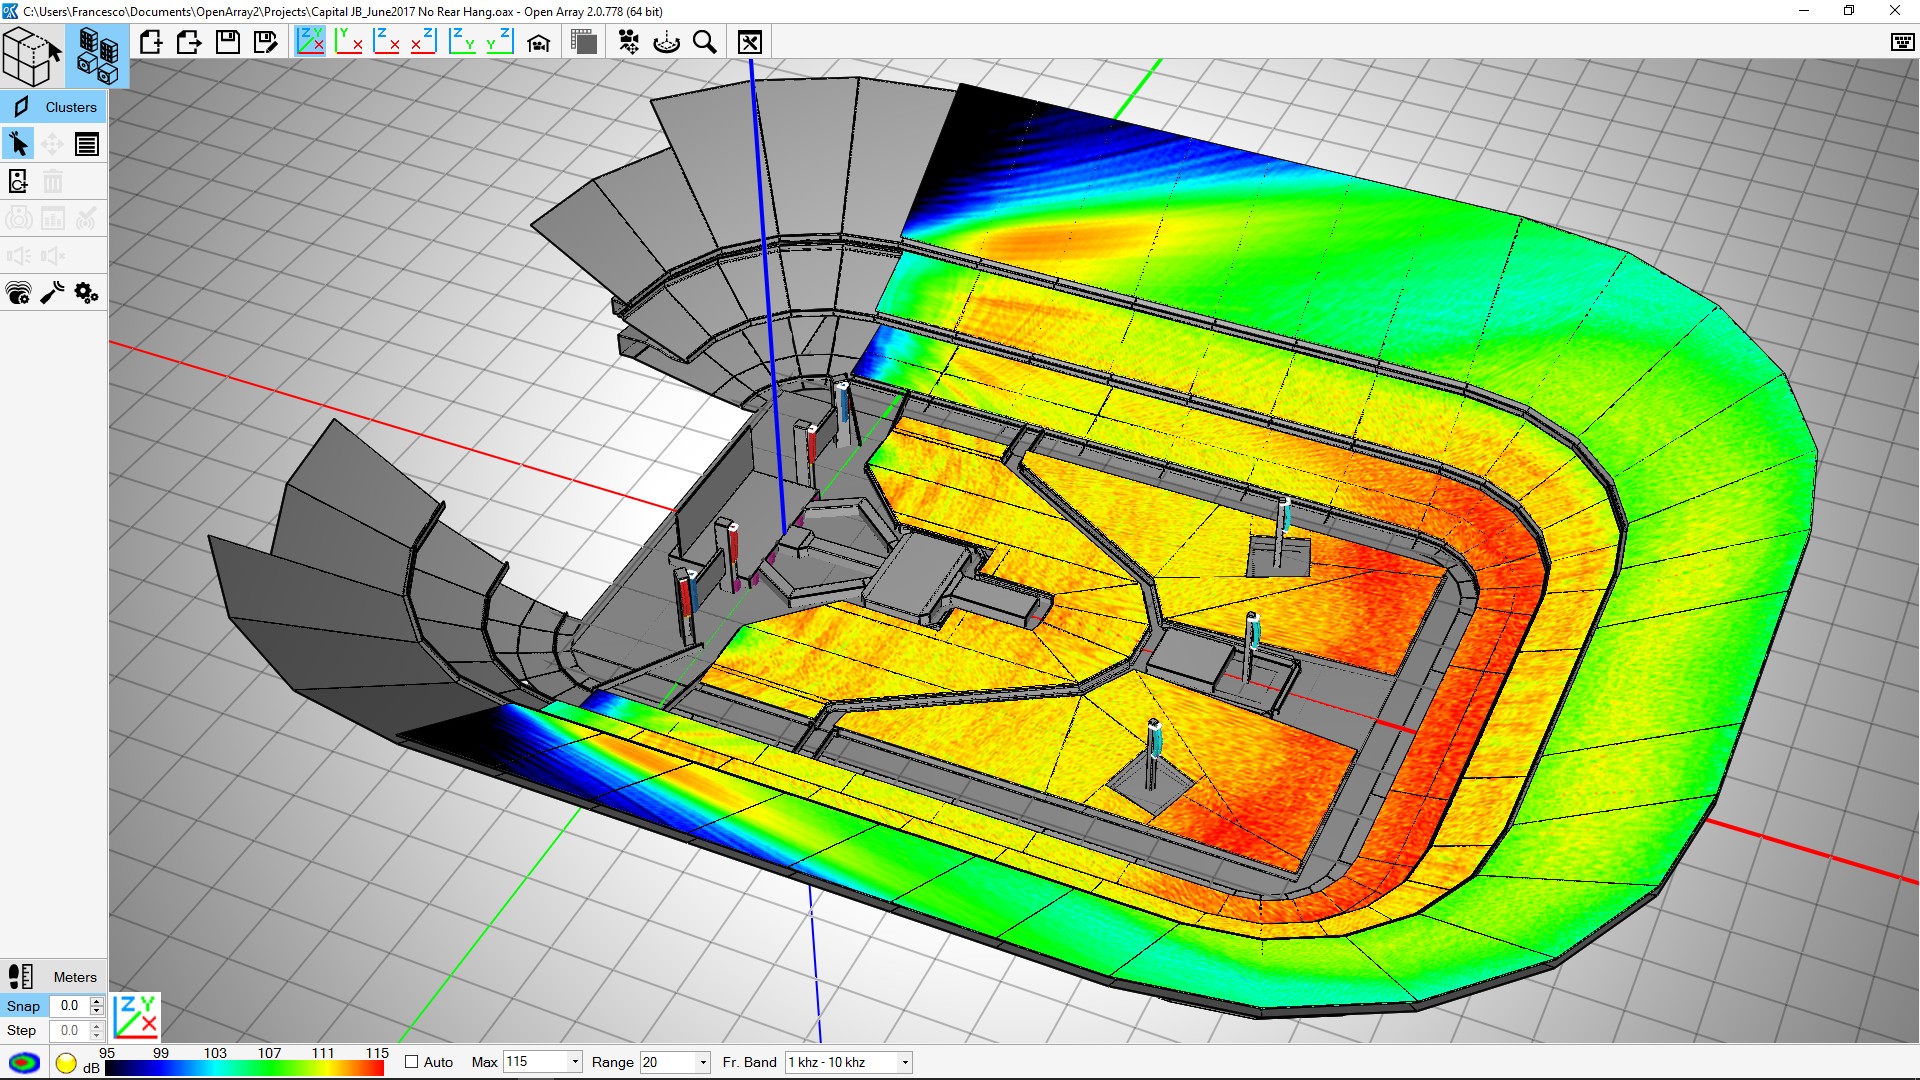 C:\Users\Francesco\Documents\OpenArray2\Projects\Capital JB_June2017 No Rear Hang.oax - Open Array 2.0.778 (64 bit)
Z Y X
Y X
Z X
Z X
Z Y
Z Y
Clusters
Meters
Snap 0.0
Step 0.0
Z Y X
95 99 103 107 111 115
dB
Auto Max 115 Range 20 Fr. Band 1 khz - 10 khz